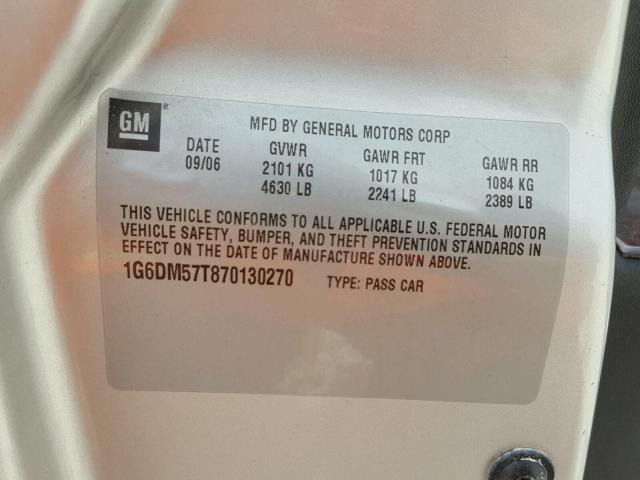 GM ®
MFD BY GENERAL MOTORS CORP
DATE GVWR GAWR FRT GAWR RR
09/06 2101 KG 1017 KG 1084 KG
4630 LB 2241 LB 2389 LB
THIS VEHICLE CONFORMS TO ALL APPLICABLE U.S. FEDERAL MOTOR
VEHICLE SAFETY, BUMPER, AND THEFT PREVENTION STANDARDS IN
EFFECT ON THE DATE OF MANUFACTURE SHOWN ABOVE.
1G6DM57T870130270 TYPE: PASS CAR